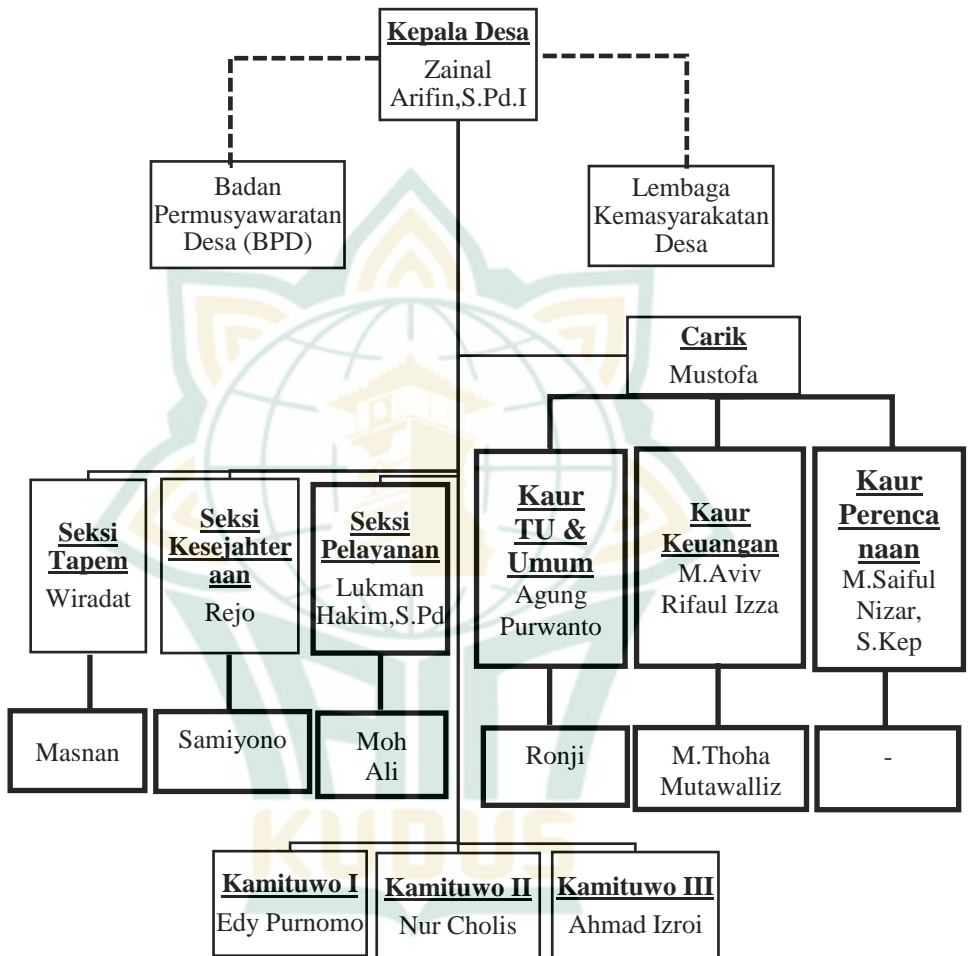 Kepala Desa
Zainal
Arifin,S.Pd.I
Badan
Permusyawaratan
Desa (BPD)
Lembaga
Kemasyarakatan
Desa
Carik
Mustofa
Seksi
Tapem
Wiradat
Seksi
Kesejahter
aan
Rejo
Seksi
Pelayanan
Lukman
Hakim,S.Pd
Kaur
TU &
Umum
Agung
Purwanto
Kaur
Keuangan
M.Aviv
Rifaul Izza
Kaur
Perenca
naan
M.Saiful
Nizar,
S.Kep
Masnan
Samiyono
Moh
Ali
Ronji
M.Thoha
Mutawalliz
-
KUDUS
Kamituwo I
Edy Purnomo
Kamituwo II
Nur Cholis
Kamituwo III
Ahmad Izroi